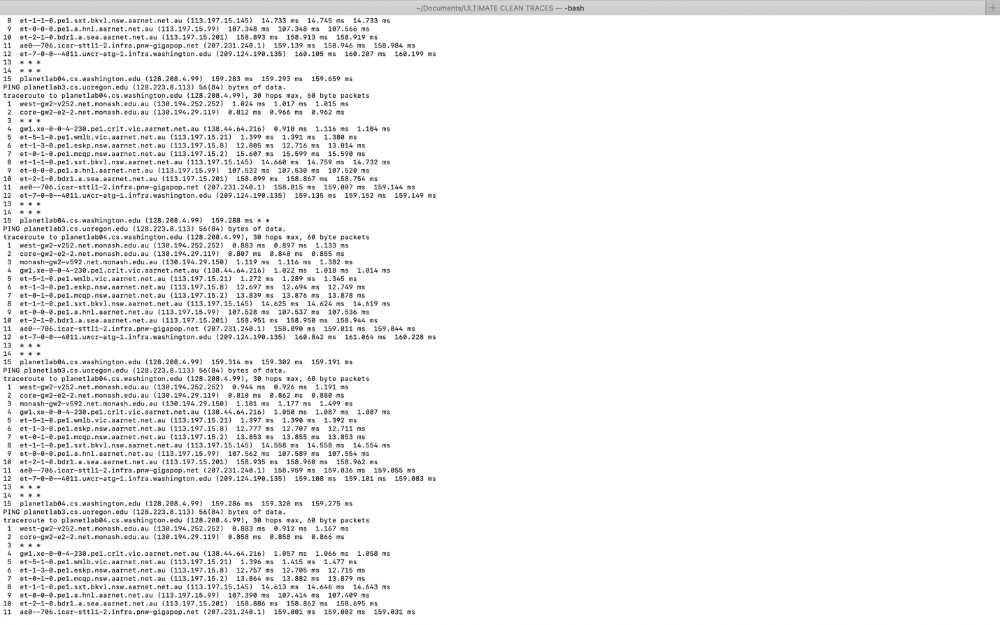 ~/Documents/ULTIMATE CLEAN TRACES — -bash
+
8 et-1-1-0.pe1.sxt.bkvl.nsw.aarnet.net.au (113.197.15.145) 14.733 ms 14.745 ms 14.733 ms
9 et-0-0-0.pe1.a.hnl.aarnet.net.au (113.197.15.99) 107.348 ms 107.348 ms 107.566 ms
10 et-2-1-0.bdr1.a.sea.aarnet.net.au (113.197.15.201) 158.893 ms 158.913 ms 158.919 ms
11 ae0--706.icar-sttl1-2.infra.pnw-gigapop.net (207.231.240.1) 159.139 ms 158.946 ms 158.984 ms
12 et-7-0-0--4011.uwcr-atg-1.infra.washington.edu (209.124.190.135) 160.105 ms 160.207 ms 160.199 ms
13 * * *
14 * * *
15 planetlab04.cs.washington.edu (128.208.4.99) 159.283 ms 159.293 ms 159.659 ms
PING planetlab3.cs.uoregon.edu (128.223.8.113) 56(84) bytes of data.
traceroute to planetlab04.cs.washington.edu (128.208.4.99), 30 hops max, 60 byte packets
1 west-gw2-v252.net.monash.edu.au (130.194.252.252) 1.024 ms 1.017 ms 1.015 ms
2 core-gw2-e2-2.net.monash.edu.au (130.194.29.119) 0.812 ms 0.966 ms 0.962 ms
3 * * *
4 gw1.xe-0-0-4-230.pe1.crlt.vic.aarnet.net.au (138.44.64.216) 0.910 ms 1.116 ms 1.104 ms
5 et-5-1-0.pe1.wmlb.vic.aarnet.net.au (113.197.15.21) 1.399 ms 1.391 ms 1.380 ms
6 et-1-3-0.pe1.eskp.nsw.aarnet.net.au (113.197.15.8) 12.805 ms 12.716 ms 13.014 ms
7 et-0-1-0.pe1.mcqp.nsw.aarnet.net.au (113.197.15.2) 15.607 ms 15.599 ms 15.590 ms
8 et-1-1-0.pe1.sxt.bkvl.nsw.aarnet.net.au (113.197.15.145) 14.660 ms 14.759 ms 14.732 ms
9 et-0-0-0.pe1.a.hnl.aarnet.net.au (113.197.15.99) 107.532 ms 107.530 ms 107.520 ms
10 et-2-1-0.bdr1.a.sea.aarnet.net.au (113.197.15.201) 158.899 ms 158.867 ms 158.754 ms
11 ae0--706.icar-sttl1-2.infra.pnw-gigapop.net (207.231.240.1) 158.815 ms 159.007 ms 159.144 ms
12 et-7-0-0--4011.uwcr-atg-1.infra.washington.edu (209.124.190.135) 159.135 ms 159.152 ms 159.149 ms
13 * * *
14 * * *
15 planetlab04.cs.washington.edu (128.208.4.99) 159.288 ms * *
PING planetlab3.cs.uoregon.edu (128.223.8.113) 56(84) bytes of data.
traceroute to planetlab04.cs.washington.edu (128.208.4.99), 30 hops max, 60 byte packets
1 west-gw2-v252.net.monash.edu.au (130.194.252.252) 0.883 ms 0.897 ms 1.133 ms
2 core-gw2-e2-2.net.monash.edu.au (130.194.29.119) 0.807 ms 0.840 ms 0.855 ms
3 monash-gw2-v592.net.monash.edu.au (130.194.29.150) 1.119 ms 1.116 ms 1.382 ms
4 gw1.xe-0-0-4-230.pe1.crlt.vic.aarnet.net.au (138.44.64.216) 1.022 ms 1.018 ms 1.014 ms
5 et-5-1-0.pe1.wmlb.vic.aarnet.net.au (113.197.15.21) 1.272 ms 1.289 ms 1.345 ms
6 et-1-3-0.pe1.eskp.nsw.aarnet.net.au (113.197.15.8) 12.697 ms 12.694 ms 12.749 ms
7 et-0-1-0.pe1.mcqp.nsw.aarnet.net.au (113.197.15.2) 13.839 ms 13.876 ms 13.878 ms
8 et-1-1-0.pe1.sxt.bkvl.nsw.aarnet.net.au (113.197.15.145) 14.625 ms 14.624 ms 14.619 ms
9 et-0-0-0.pe1.a.hnl.aarnet.net.au (113.197.15.99) 107.528 ms 107.537 ms 107.536 ms
10 et-2-1-0.bdr1.a.sea.aarnet.net.au (113.197.15.201) 158.951 ms 158.950 ms 158.944 ms
11 ae0--706.icar-sttl1-2.infra.pnw-gigapop.net (207.231.240.1) 158.890 ms 159.011 ms 159.044 ms
12 et-7-0-0--4011.uwcr-atg-1.infra.washington.edu (209.124.190.135) 160.842 ms 161.064 ms 160.228 ms
13 * * *
14 * * *
15 planetlab04.cs.washington.edu (128.208.4.99) 159.314 ms 159.302 ms 159.191 ms
PING planetlab3.cs.uoregon.edu (128.223.8.113) 56(84) bytes of data.
traceroute to planetlab04.cs.washington.edu (128.208.4.99), 30 hops max, 60 byte packets
1 west-gw2-v252.net.monash.edu.au (130.194.252.252) 0.944 ms 0.926 ms 1.191 ms
2 core-gw2-e2-2.net.monash.edu.au (130.194.29.119) 0.810 ms 0.862 ms 0.880 ms
3 monash-gw2-v592.net.monash.edu.au (130.194.29.150) 1.181 ms 1.177 ms 1.499 ms
4 gw1.xe-0-0-4-230.pe1.crlt.vic.aarnet.net.au (138.44.64.216) 1.050 ms 1.087 ms 1.087 ms
5 et-5-1-0.pe1.wmlb.vic.aarnet.net.au (113.197.15.21) 1.397 ms 1.390 ms 1.392 ms
6 et-1-3-0.pe1.eskp.nsw.aarnet.net.au (113.197.15.8) 12.777 ms 12.707 ms 12.711 ms
7 et-0-1-0.pe1.mcqp.nsw.aarnet.net.au (113.197.15.2) 13.853 ms 13.855 ms 13.853 ms
8 et-1-1-0.pe1.sxt.bkvl.nsw.aarnet.net.au (113.197.15.145) 14.558 ms 14.558 ms 14.554 ms
9 et-0-0-0.pe1.a.hnl.aarnet.net.au (113.197.15.99) 107.562 ms 107.589 ms 107.554 ms
10 et-2-1-0.bdr1.a.sea.aarnet.net.au (113.197.15.201) 158.935 ms 158.960 ms 158.962 ms
11 ae0--706.icar-sttl1-2.infra.pnw-gigapop.net (207.231.240.1) 158.959 ms 159.036 ms 159.055 ms
12 et-7-0-0--4011.uwcr-atg-1.infra.washington.edu (209.124.190.135) 159.108 ms 159.101 ms 159.083 ms
13 * * *
14 * * *
15 planetlab04.cs.washington.edu (128.208.4.99) 159.286 ms 159.320 ms 159.275 ms
PING planetlab3.cs.uoregon.edu (128.223.8.113) 56(84) bytes of data.
traceroute to planetlab04.cs.washington.edu (128.208.4.99), 30 hops max, 60 byte packets
1 west-gw2-v252.net.monash.edu.au (130.194.252.252) 0.883 ms 0.912 ms 1.167 ms
2 core-gw2-e2-2.net.monash.edu.au (130.194.29.119) 0.858 ms 0.858 ms 0.866 ms
3 * * *
4 gw1.xe-0-0-4-230.pe1.crlt.vic.aarnet.net.au (138.44.64.216) 1.057 ms 1.066 ms 1.058 ms
5 et-5-1-0.pe1.wmlb.vic.aarnet.net.au (113.197.15.21) 1.396 ms 1.415 ms 1.477 ms
6 et-1-3-0.pe1.eskp.nsw.aarnet.net.au (113.197.15.8) 12.757 ms 12.705 ms 12.715 ms
7 et-0-1-0.pe1.mcqp.nsw.aarnet.net.au (113.197.15.2) 13.864 ms 13.882 ms 13.879 ms
8 et-1-1-0.pe1.sxt.bkvl.nsw.aarnet.net.au (113.197.15.145) 14.613 ms 14.646 ms 14.643 ms
9 et-0-0-0.pe1.a.hnl.aarnet.net.au (113.197.15.99) 107.390 ms 107.414 ms 107.409 ms
10 et-2-1-0.bdr1.a.sea.aarnet.net.au (113.197.15.201) 158.886 ms 158.862 ms 158.695 ms
11 ae0--706.icar-sttl1-2.infra.pnw-gigapop.net (207.231.240.1) 159.001 ms 159.002 ms 159.031 ms